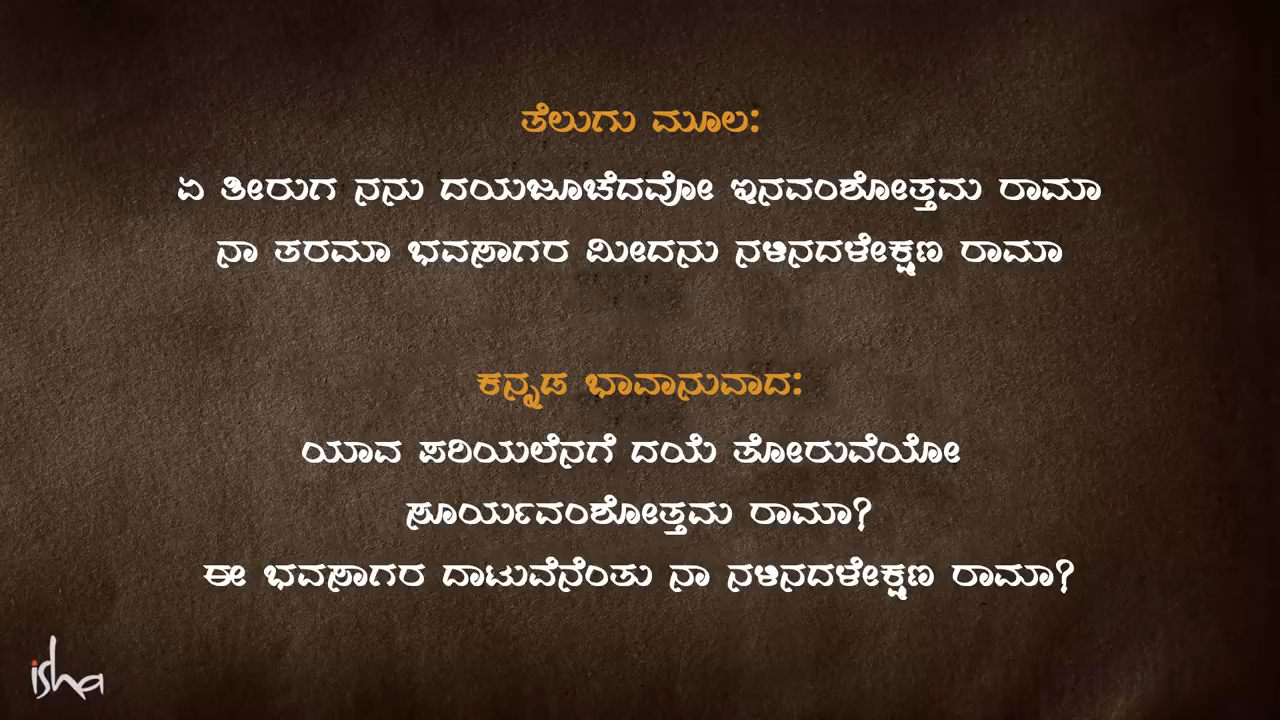 ತೆಲುಗು ಮೂಲ:
ಏ ತೀರುಗ ನನು ದಯಜೂಚೆದವೋ ಇನವಂಶೋತ್ತಮ ರಾಮಾ
ನಾ ತರಮಾ ಭವಸಾಗರ ಮೀದನು ನಳಿನದಳೇಕ್ಷಣ ರಾಮಾ
ಕನ್ನಡ ಭಾವಾನುವಾದ:
ಯಾವ ಪರಿಯಲೆನಗೆ ದಯೆ ತೋರುವೆಯೋ
ಸೂರ್ಯವಂಶೋತ್ತಮ ರಾಮಾ?
ಈ ಭವಸಾಗರ ದಾಟುವೆನೆಂತು ನಾ ನಳಿನದಳೇಕ್ಷಣ ರಾಮಾ?
isha